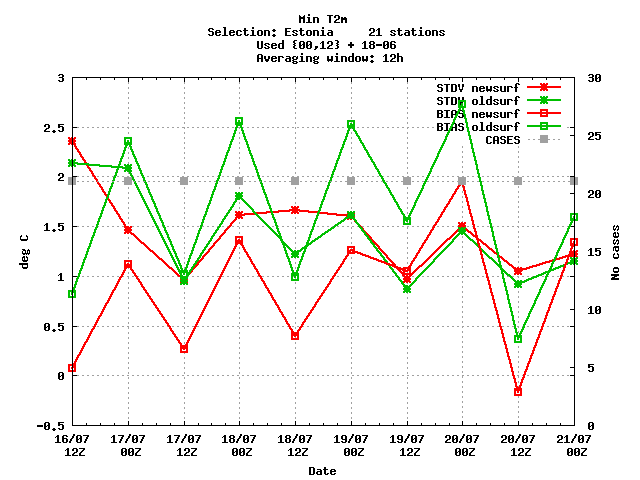 Min T2m
Selection: Estonia     21 stations
Used {00,12} + 18-06
Averaging window: 12h
STDV newsurf
STDV oldsurf
BIAS newsurf
BIAS oldsurf
CASES
deg C
3
2.5
2
1.5
1
0.5
0
-0.5
No cases
30
25
20
15
10
5
0
16/07 17/07 17/07 18/07 18/07 19/07 19/07 20/07 20/07 21/07
12Z 00Z 12Z 00Z 12Z 00Z 12Z 00Z 12Z 00Z
Date